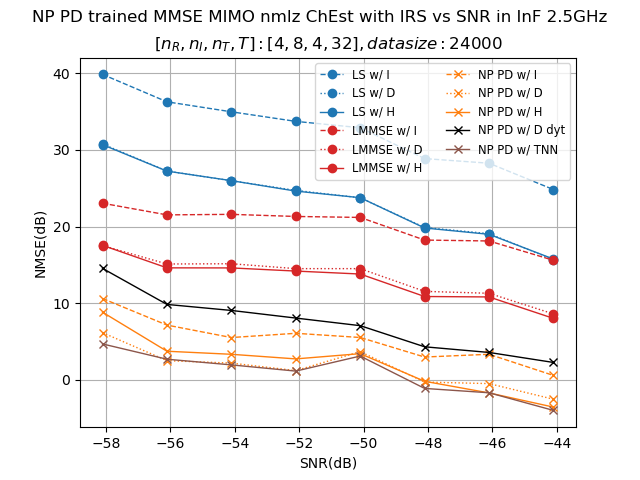 NP PD trained MMSE MIMO nmlz ChEst with IRS vs SNR in InF 2.5GHz
[n_R, n_I, n_T, T] : [4, 8, 4, 32], datasize : 24000
LS w/ I
LS w/ D
LS w/ H
LMMSE w/ I
LMMSE w/ D
LMMSE w/ H
NP PD w/ I
NP PD w/ D
NP PD w/ H
NP PD w/ D dyt
NP PD w/ TNN
NMSE(dB)
40
30
20
10
0
−58 −56 −54 −52 −50 −48 −46 −44
SNR(dB)